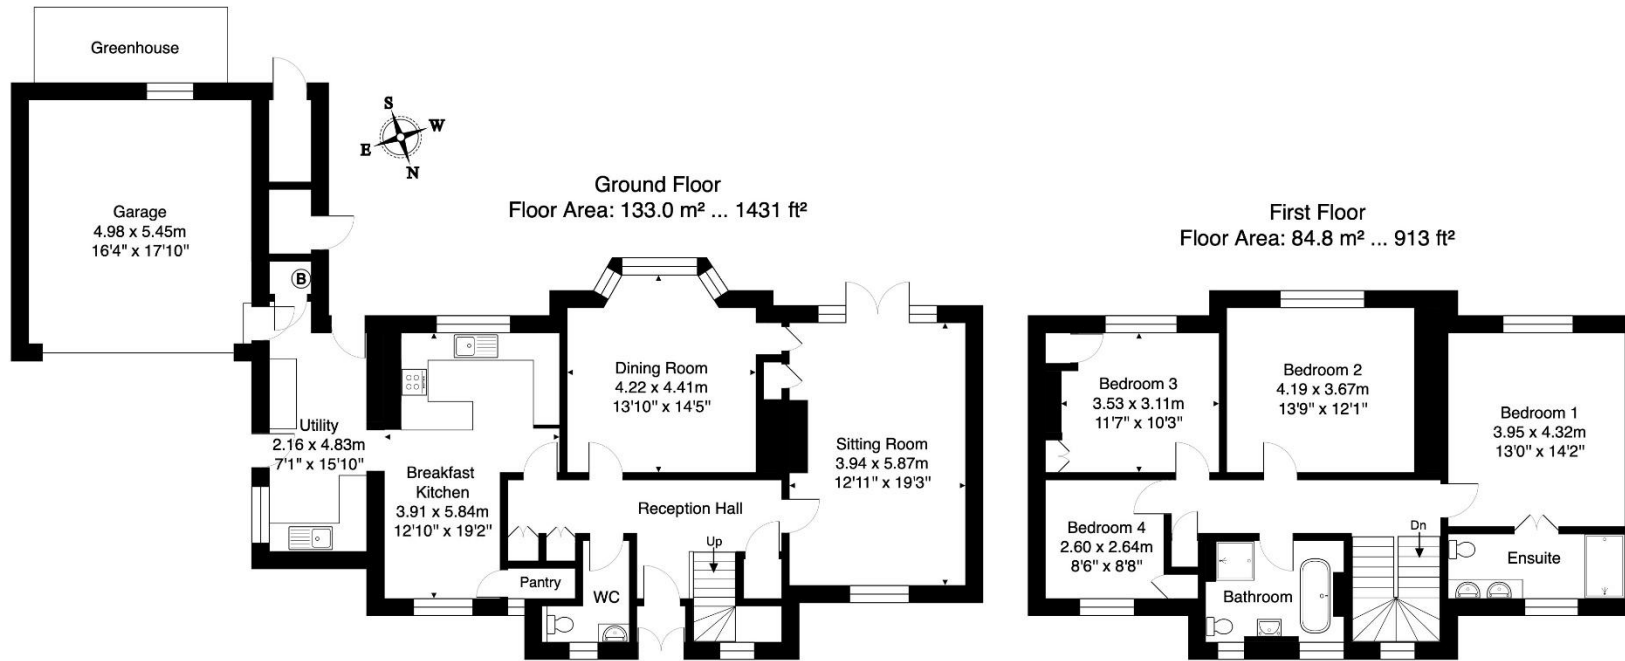 Greenhouse
S
W
E
N
Ground Floor
Floor Area: 133.0 m² ... 1431 ft²
Garage
4.98 x 5.45m
16'4" x 17'10"
B
Dining Room
4.22 x 4.41m
13'10" x 14'5"
Utility
2.16 x 4.83m
7'1" x 15'10"
Breakfast
Kitchen
3.91 x 5.84m
12'10" x 19'2"
Sitting Room
3.94 x 5.87m
12'11" x 19'3"
Reception Hall
Up
Pantry
WC
First Floor
Floor Area: 84.8 m² ... 913 ft²
Bedroom 3
3.53 x 3.11m
11'7" x 10'3"
Bedroom 2
4.19 x 3.67m
13'9" x 12'1"
Bedroom 1
3.95 x 4.32m
13'0" x 14'2"
Bedroom 4
2.60 x 2.64m
8'6" x 8'8"
Dn
Ensuite
Bathroom